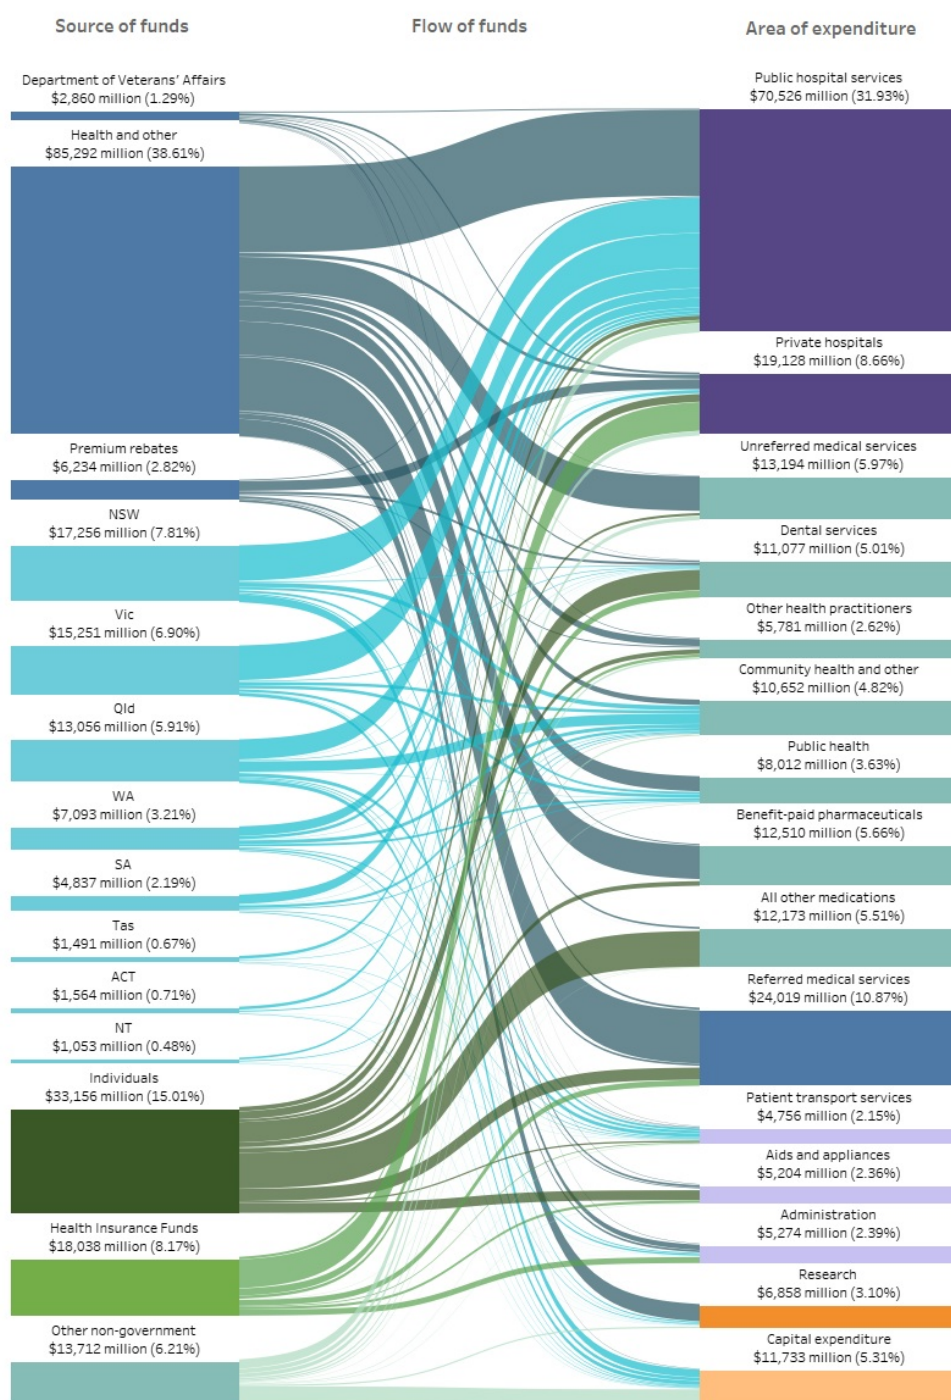 Source of funds
Flow of funds
Area of expenditure
Department of Veterans' Affairs
$2,860 million (1.29%)
Health and other
$85,292 million (38.61%)
Premium rebates
$6,234 million (2.82%)
NSW
$17,256 million (7.81%)
Vic
$15,251 million (6.90%)
Qld
$13,056 million (5.91%)
WA
$7,093 million (3.21%)
SA
$4,837 million (2.19%)
Tas
$1,491 million (0.67%)
ACT
$1,564 million (0.71%)
NT
$1,053 million (0.48%)
Individuals
$33,156 million (15.01%)
Health Insurance Funds
$18,038 million (8.17%)
Other non-government
$13,712 million (6.21%)
Public hospital services
$70,526 million (31.93%)
Private hospitals
$19,128 million (8.66%)
Unreferred medical services
$13,194 million (5.97%)
Dental services
$11,077 million (5.01%)
Other health practitioners
$5,781 million (2.62%)
Community health and other
$10,652 million (4.82%)
Public health
$8,012 million (3.63%)
Benefit-paid pharmaceuticals
$12,510 million (5.66%)
All other medications
$12,173 million (5.51%)
Referred medical services
$24,019 million (10.87%)
Patient transport services
$4,756 million (2.15%)
Aids and appliances
$5,204 million (2.36%)
Administration
$5,274 million (2.39%)
Research
$6,858 million (3.10%)
Capital expenditure
$11,733 million (5.31%)